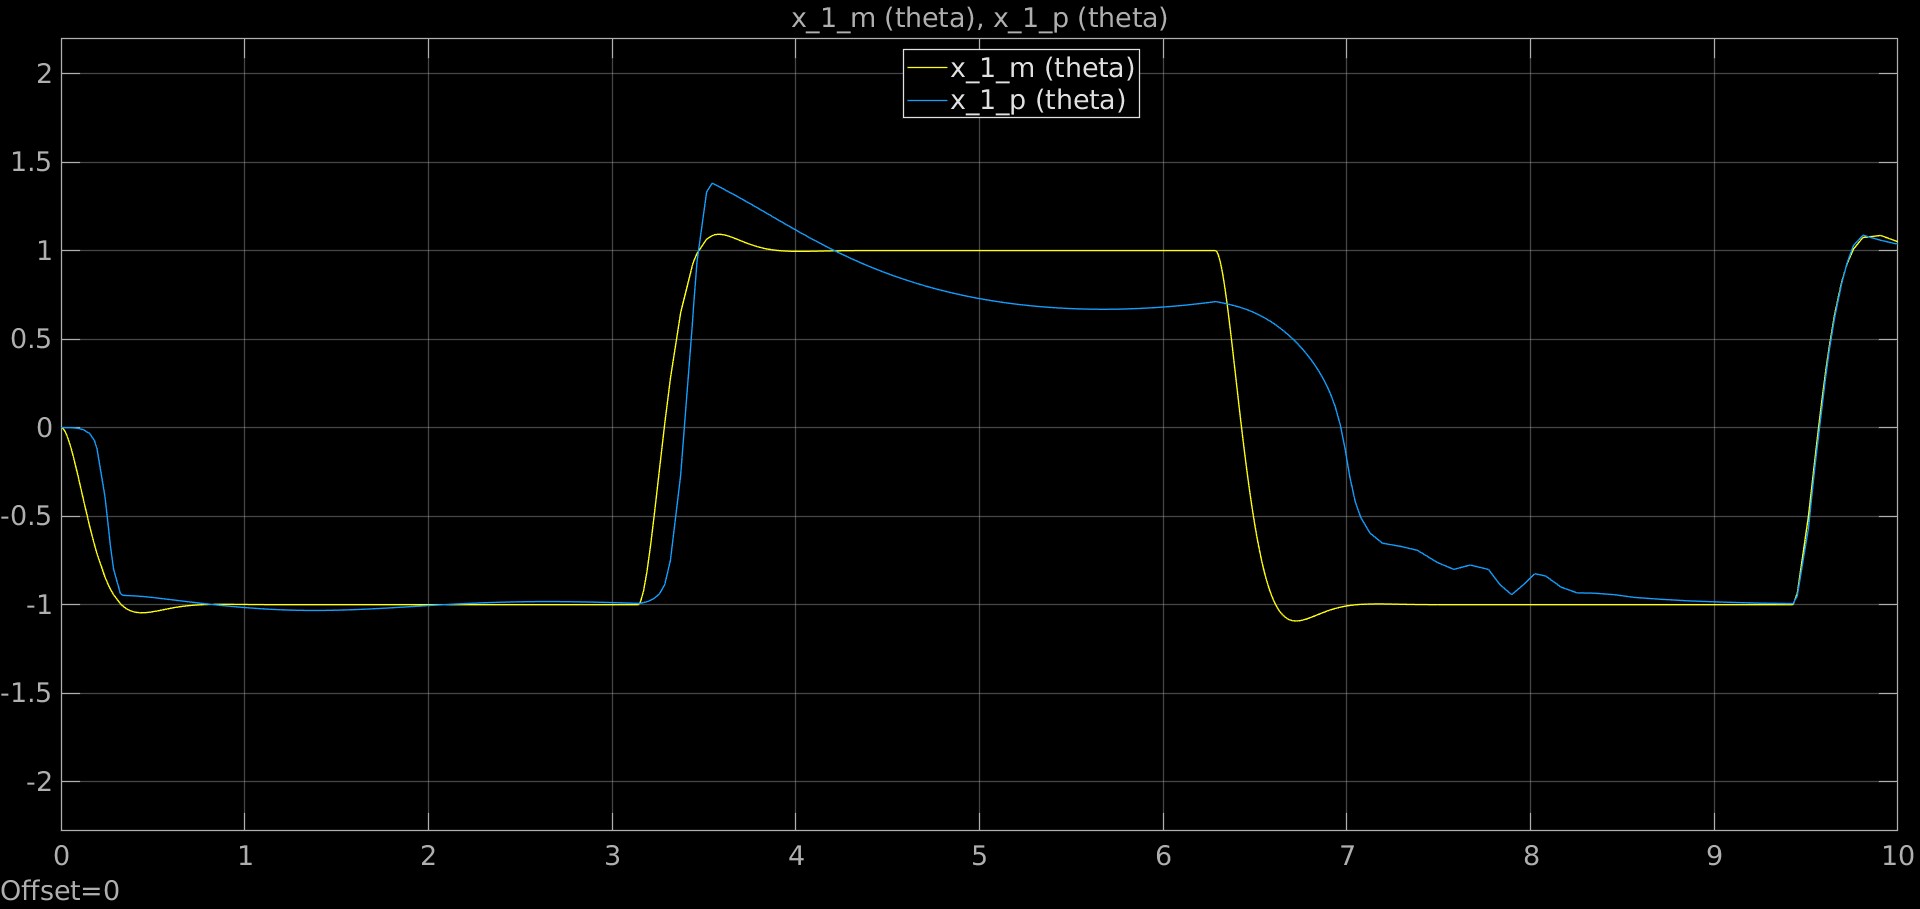 x_1_m (theta), x_1_p (theta)
x_1_m (theta)
x_1_p (theta)
2
1.5
1
0.5
0
-0.5
-1
-1.5
-2
0 1 2 3 4 5 6 7 8 9 10
Offset=0